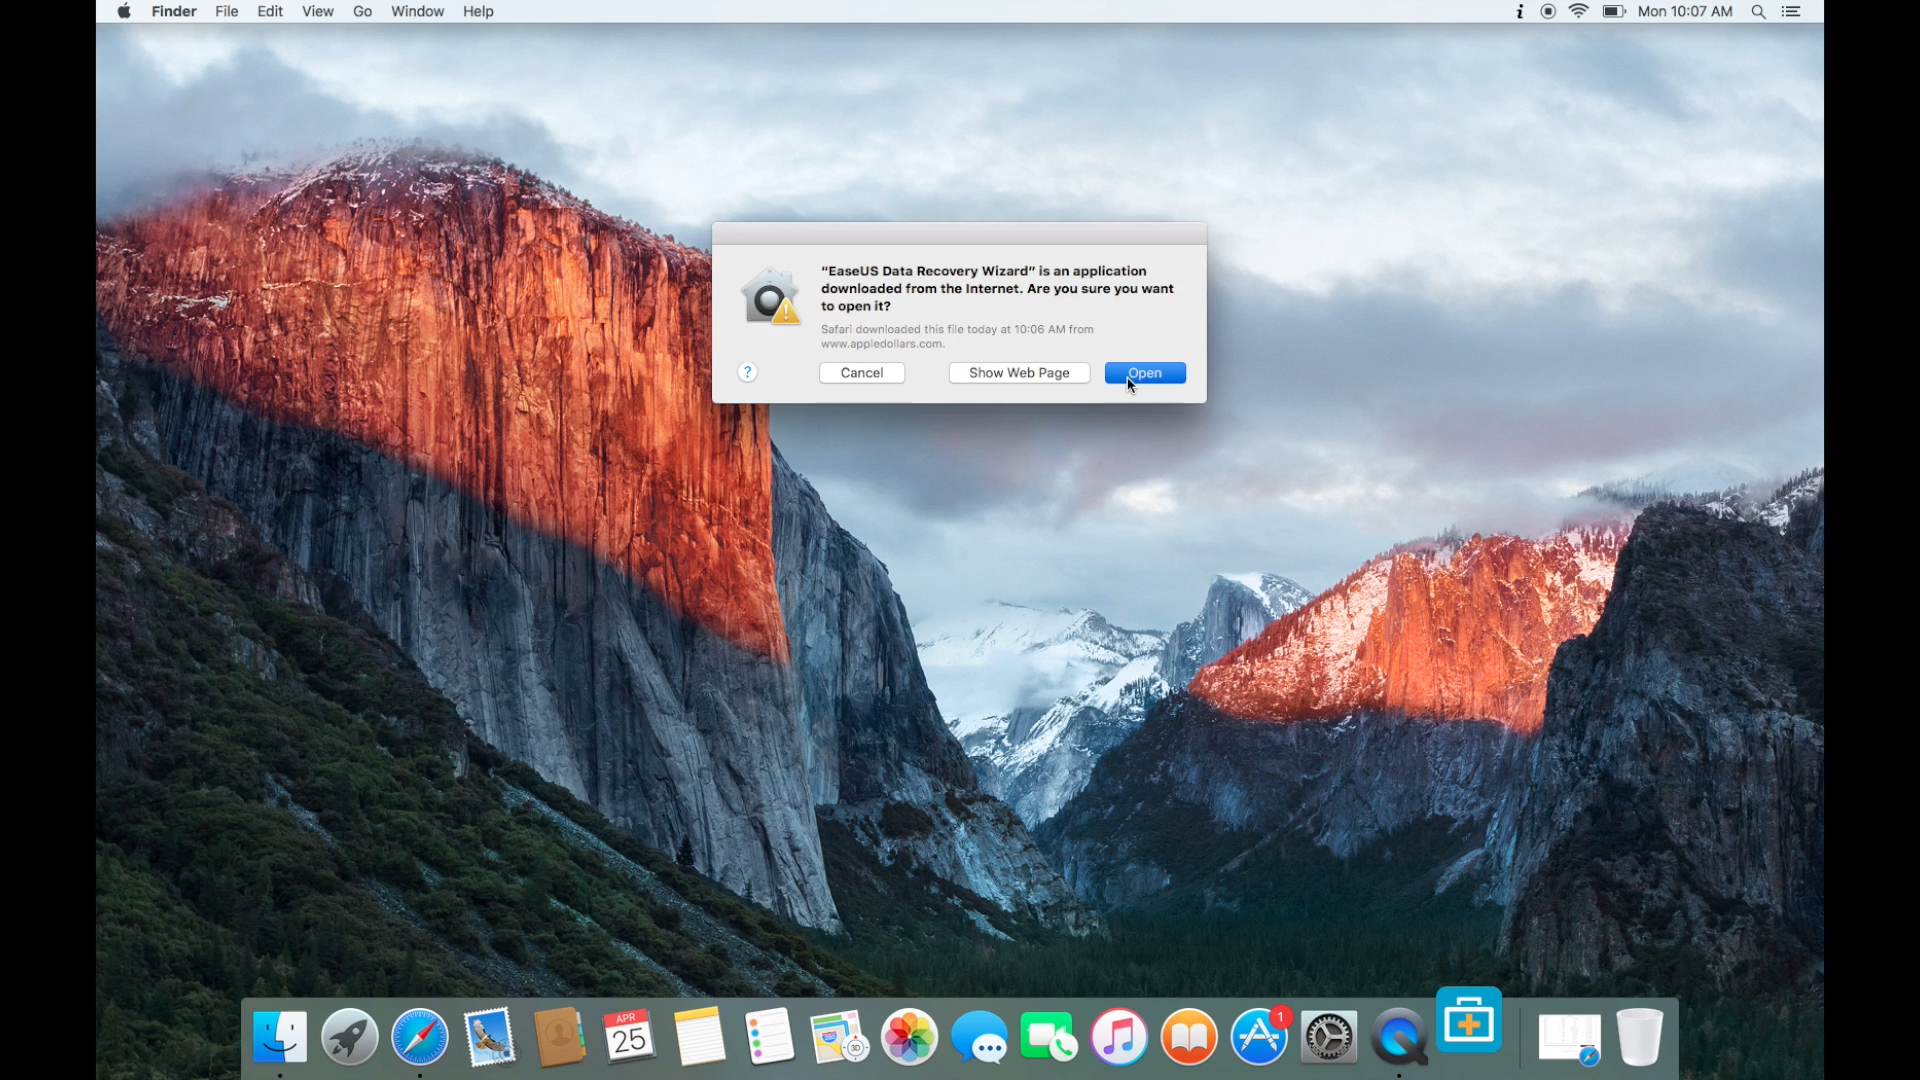 Finder File Edit View Go Window Help
Mon 10:07 AM
“EaseUS Data Recovery Wizard” is an application
downloaded from the Internet. Are you sure you want
to open it?
Safari downloaded this file today at 10:06 AM from
www.appledollars.com.
? Cancel Show Web Page Open
APR
25
3D
1